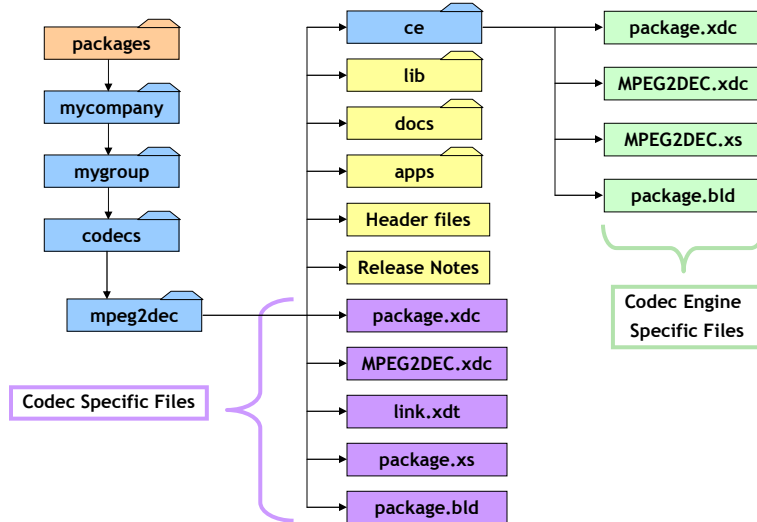 packages
mycompany
mygroup
codecs
mpeg2dec
Codec Specific Files
ce
lib
docs
apps
Header files
Release Notes
package.xdc
MPEG2DEC.xdc
link.xdt
package.xs
package.bld
package.xdc
MPEG2DEC.xdc
MPEG2DEC.xs
package.bld
Codec Engine
Specific Files